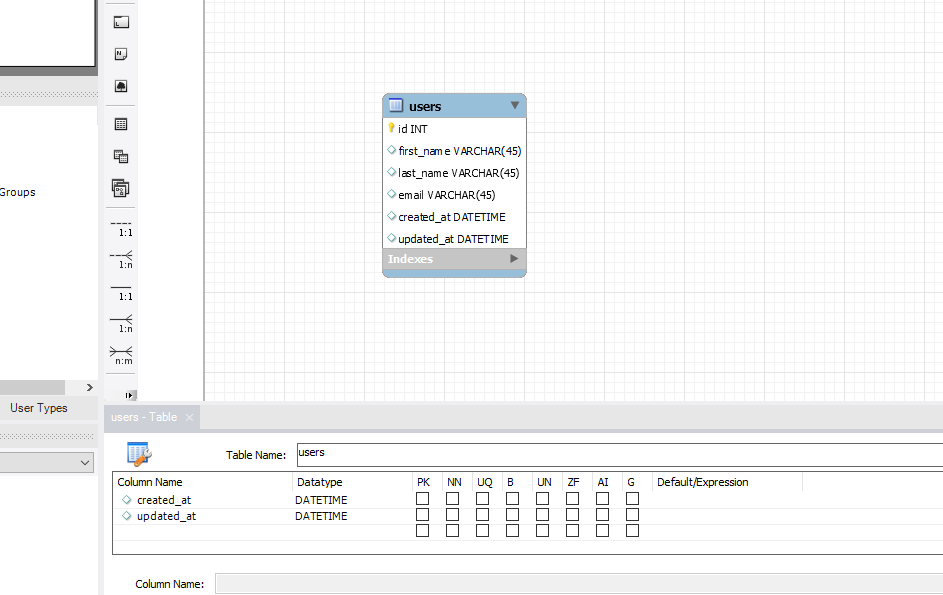 Groups
User Types
1:1
1:n
1:1
1:n
n:m
users
id INT
first_name VARCHAR(45)
last_name VARCHAR(45)
email VARCHAR(45)
created_at DATETIME
updated_at DATETIME
Indexes
users - Table
Table Name: users
Column Name Datatype PK NN UQ B UN ZF AI G Default/Expression
created_at DATETIME
updated_at DATETIME
Column Name: